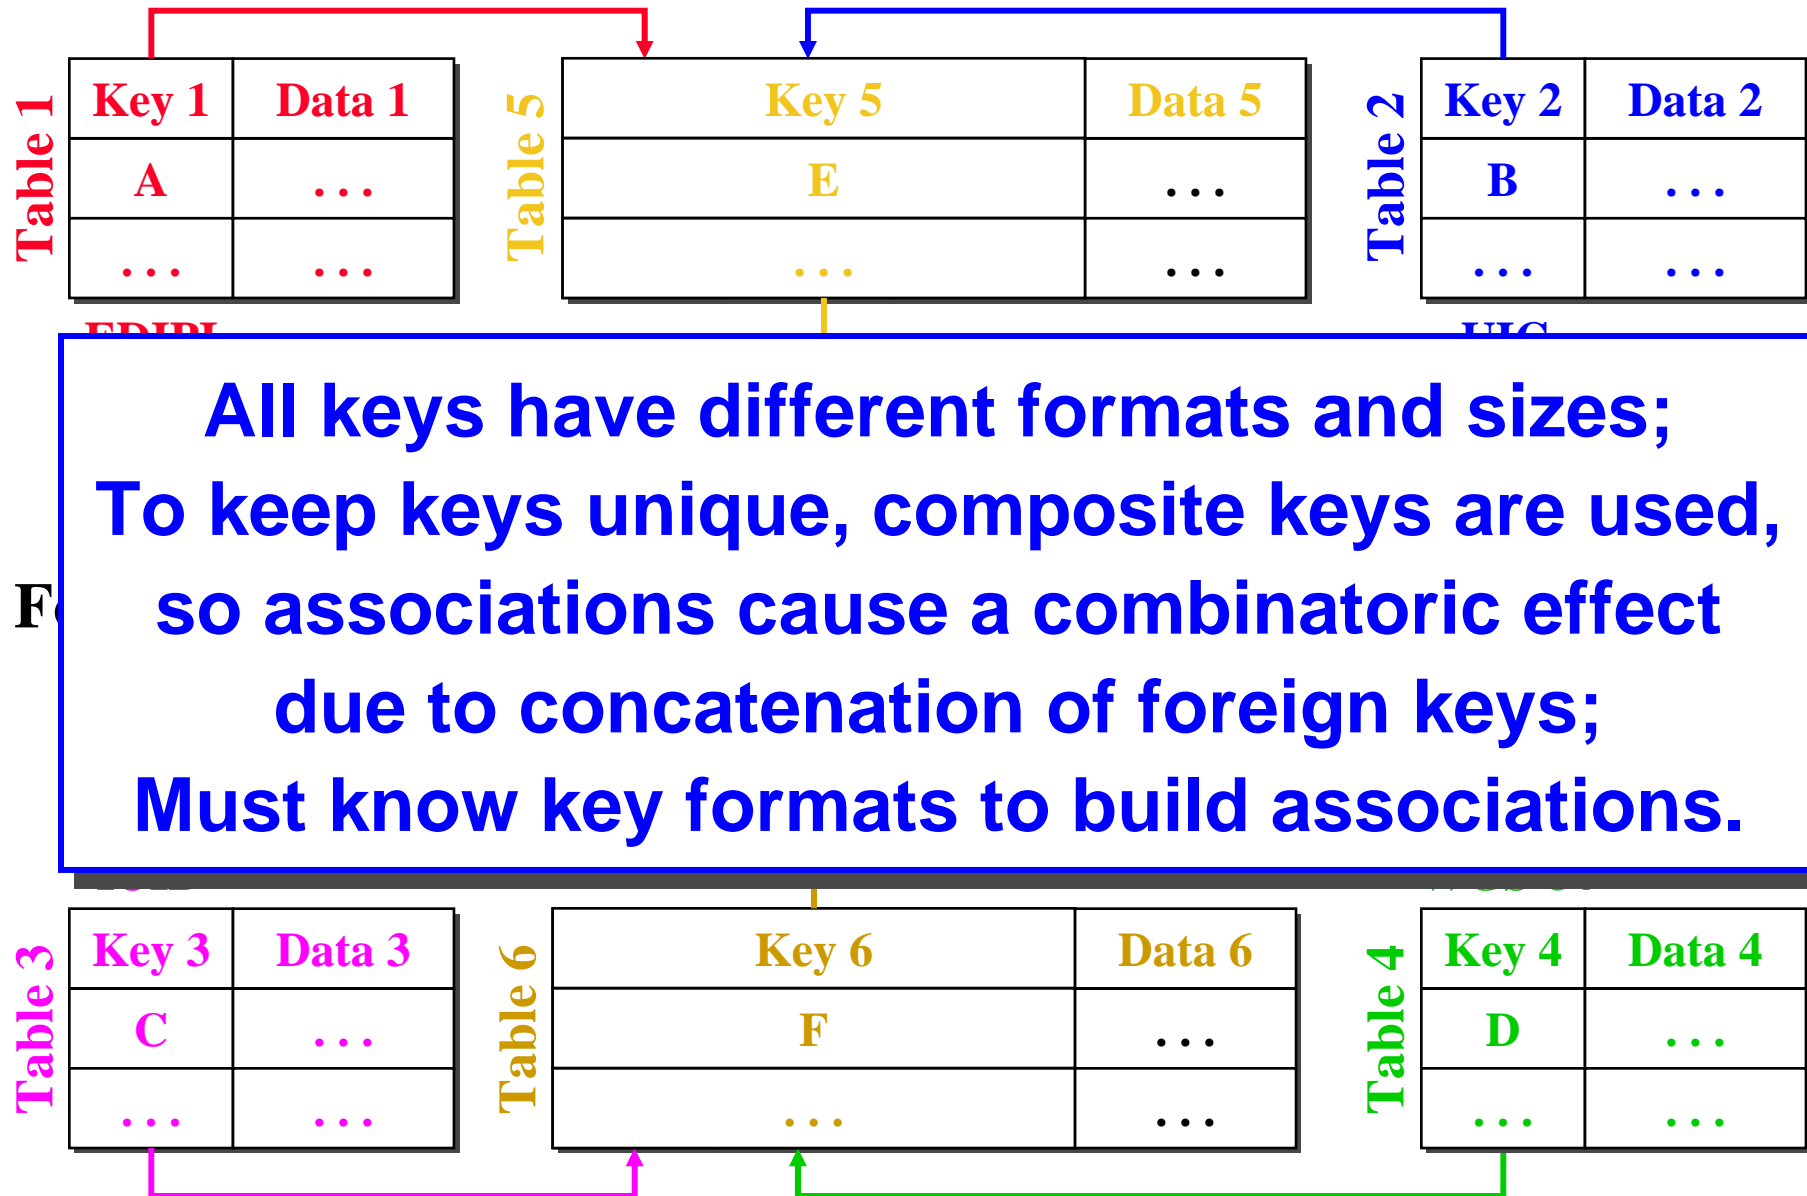 Table 1
Key 1 Data 1
A . . .
. . . . . .
Table 5
Key 5 Data 5
E . . .
. . . . . .
Table 2
Key 2 Data 2
B . . .
. . . . . .
All keys have different formats and sizes;
To keep keys unique, composite keys are used,
so associations cause a combinatoric effect
due to concatenation of foreign keys;
Must know key formats to build associations.
Table 3
Key 3 Data 3
C . . .
. . . . . .
Table 6
Key 6 Data 6
F . . .
. . . . . .
Table 4
Key 4 Data 4
D . . .
. . . . . .